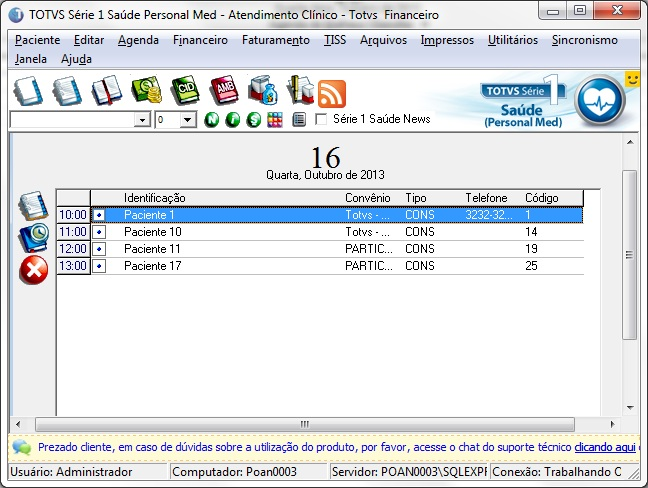 TOTVS Série 1 Saúde Personal Med - Atendimento Clínico - Totvs Financeiro
Paciente Editar Agenda Financeiro Faturamento TISS Arquivos Impressos Utilitários Sincronismo
Janela Ajuda
CID AMB
TOTVS Série 1
Saúde
(Personal Med)
0 N F $ Série 1 Saúde News
16
Quarta, Outubro de 2013
Identificação Convênio Tipo Telefone Código
10:00 Paciente 1 Totvs - ... CONS 3232-32... 1
11:00 Paciente 10 Totvs - ... CONS 14
12:00 Paciente 11 PARTIC... CONS 19
13:00 Paciente 17 PARTIC... CONS 25
Prezado cliente, em caso de dúvidas sobre a utilização do produto, por favor, acesse o chat do suporte técnico clicando aqui
Usuário: Administrador Computador: Poan0003 Servidor: POAN0003\SQLEXPF Conexão: Trabalhando C